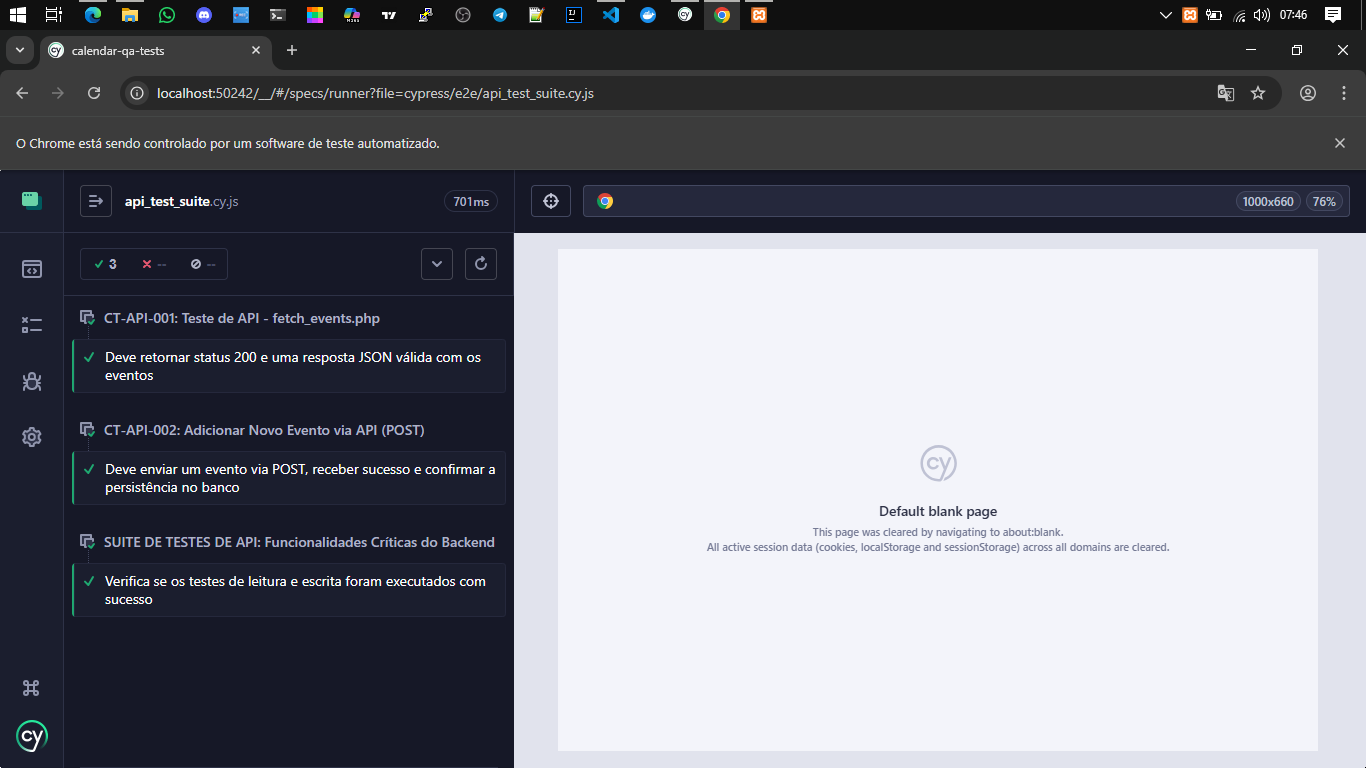 07:46
calendar-qa-tests
localhost:50242/__/#/specs/runner?file=cypress/e2e/api_test_suite.cy.js
O Chrome está sendo controlado por um software de teste automatizado.
api_test_suite.cy.js
701ms
1000x660
76%
3 -- --
CT-API-001: Teste de API - fetch_events.php
Deve retornar status 200 e uma resposta JSON válida com os
eventos
CT-API-002: Adicionar Novo Evento via API (POST)
Deve enviar um evento via POST, receber sucesso e confirmar a
persistência no banco
SUITE DE TESTES DE API: Funcionalidades Críticas do Backend
Verifica se os testes de leitura e escrita foram executados com
sucesso
cy
cy
Default blank page
This page was cleared by navigating to about:blank.
All active session data (cookies, localStorage and sessionStorage) across all domains are cleared.